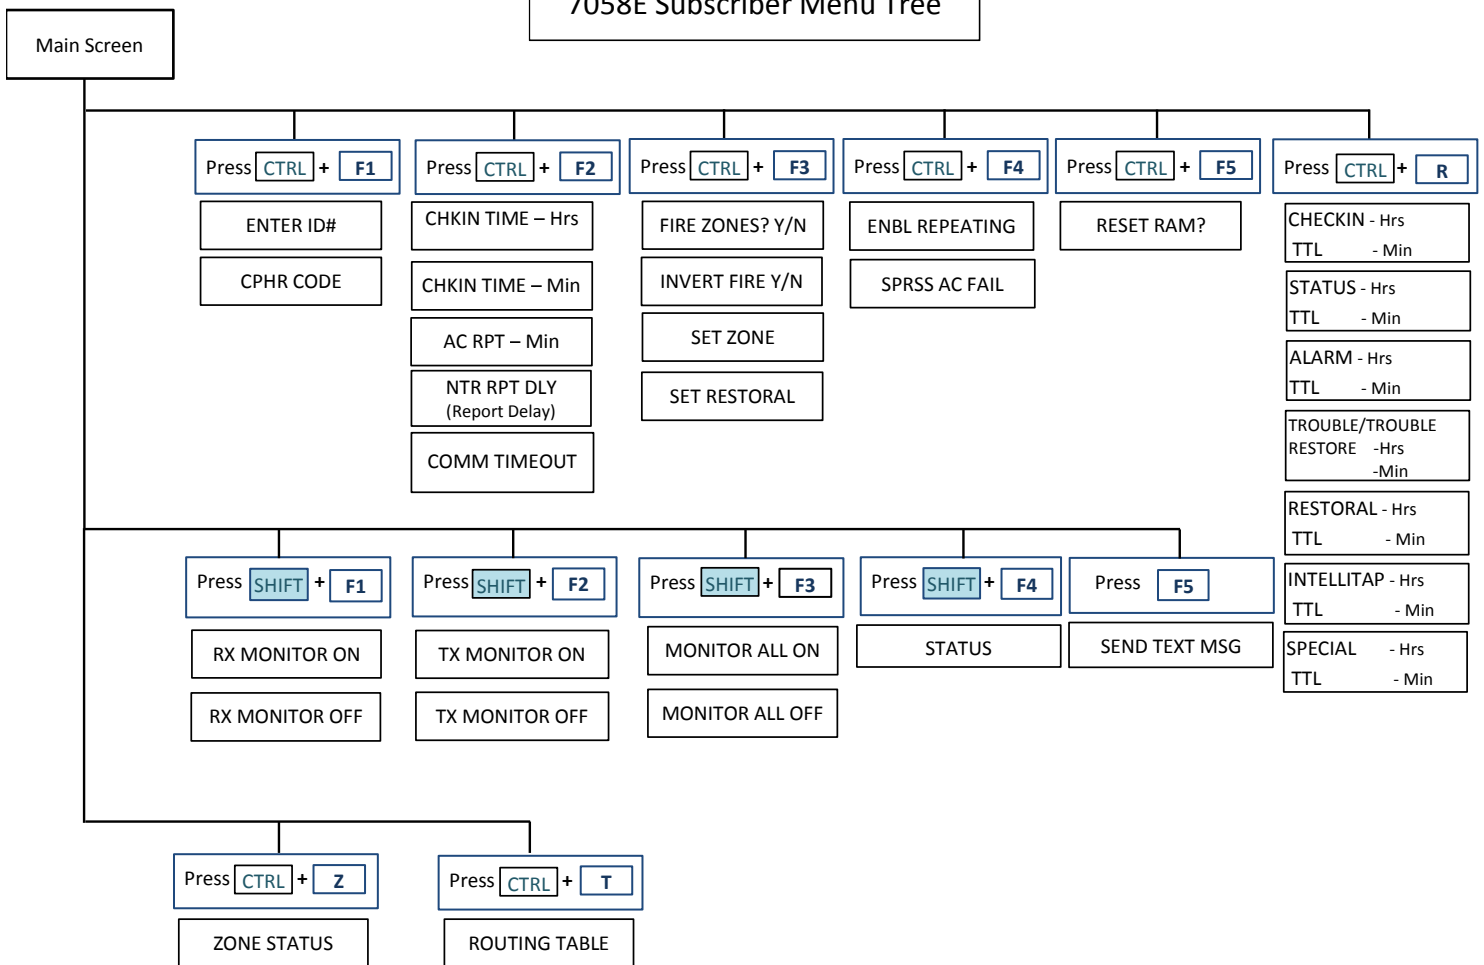 7058E Subscriber Menu Tree
Main Screen
Press CTRL + F1
ENTER ID#
CPHR CODE
Press CTRL + F2
CHKIN TIME – Hrs
CHKIN TIME – Min
AC RPT – Min
NTR RPT DLY
(Report Delay)
COMM TIMEOUT
Press CTRL + F3
FIRE ZONES? Y/N
INVERT FIRE Y/N
SET ZONE
SET RESTORAL
Press CTRL + F4
ENBL REPEATING
SPRSS AC FAIL
Press CTRL + F5
RESET RAM?
Press CTRL + R
CHECKIN - Hrs
TTL - Min
STATUS - Hrs
TTL - Min
ALARM - Hrs
TTL - Min
TROUBLE/TROUBLE
RESTORE -Hrs
-Min
RESTORAL - Hrs
TTL - Min
INTELLITAP - Hrs
TTL - Min
SPECIAL - Hrs
TTL - Min
Press SHIFT + F1
RX MONITOR ON
RX MONITOR OFF
Press SHIFT + F2
TX MONITOR ON
TX MONITOR OFF
Press SHIFT + F3
MONITOR ALL ON
MONITOR ALL OFF
Press SHIFT + F4
STATUS
Press F5
SEND TEXT MSG
Press CTRL + Z
ZONE STATUS
Press CTRL + T
ROUTING TABLE